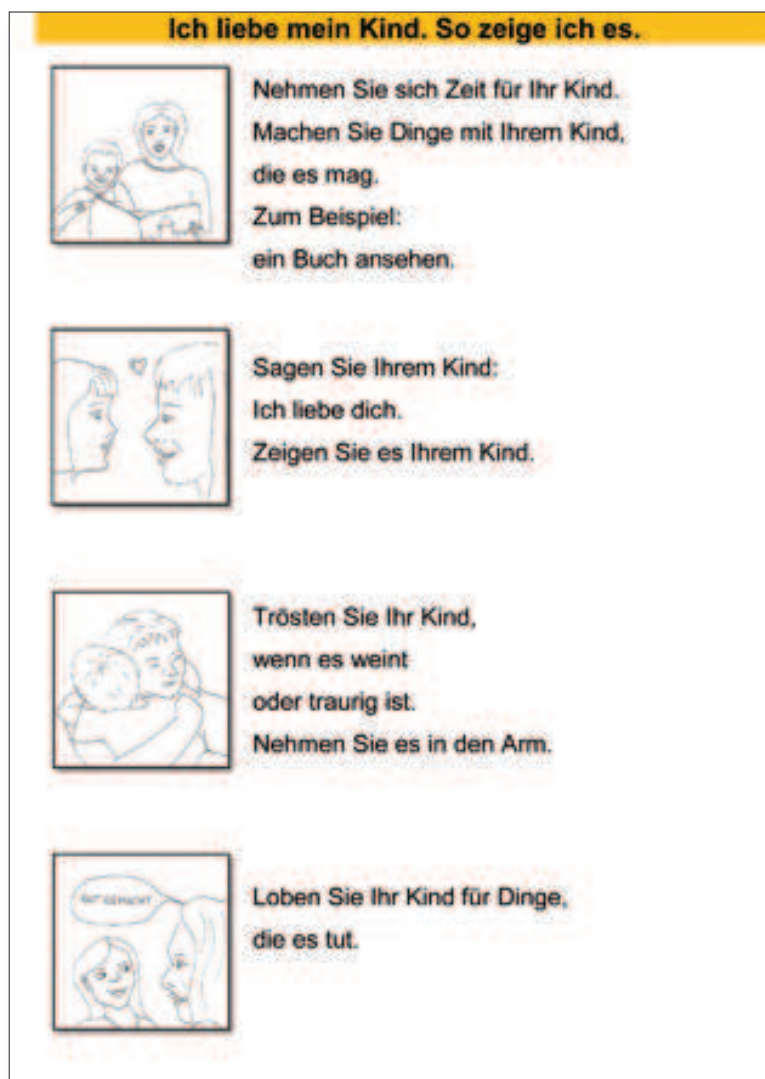 Ich liebe mein Kind. So zeige ich es.
Nehmen Sie sich Zeit für Ihr Kind.
Machen Sie Dinge mit Ihrem Kind,
die es mag.
Zum Beispiel:
ein Buch ansehen.
Sagen Sie Ihrem Kind:
Ich liebe dich.
Zeigen Sie es Ihrem Kind.
Trösten Sie Ihr Kind,
wenn es weint
oder traurig ist.
Nehmen Sie es in den Arm.
GUT GEMACHT
Loben Sie Ihr Kind für Dinge,
die es tut.